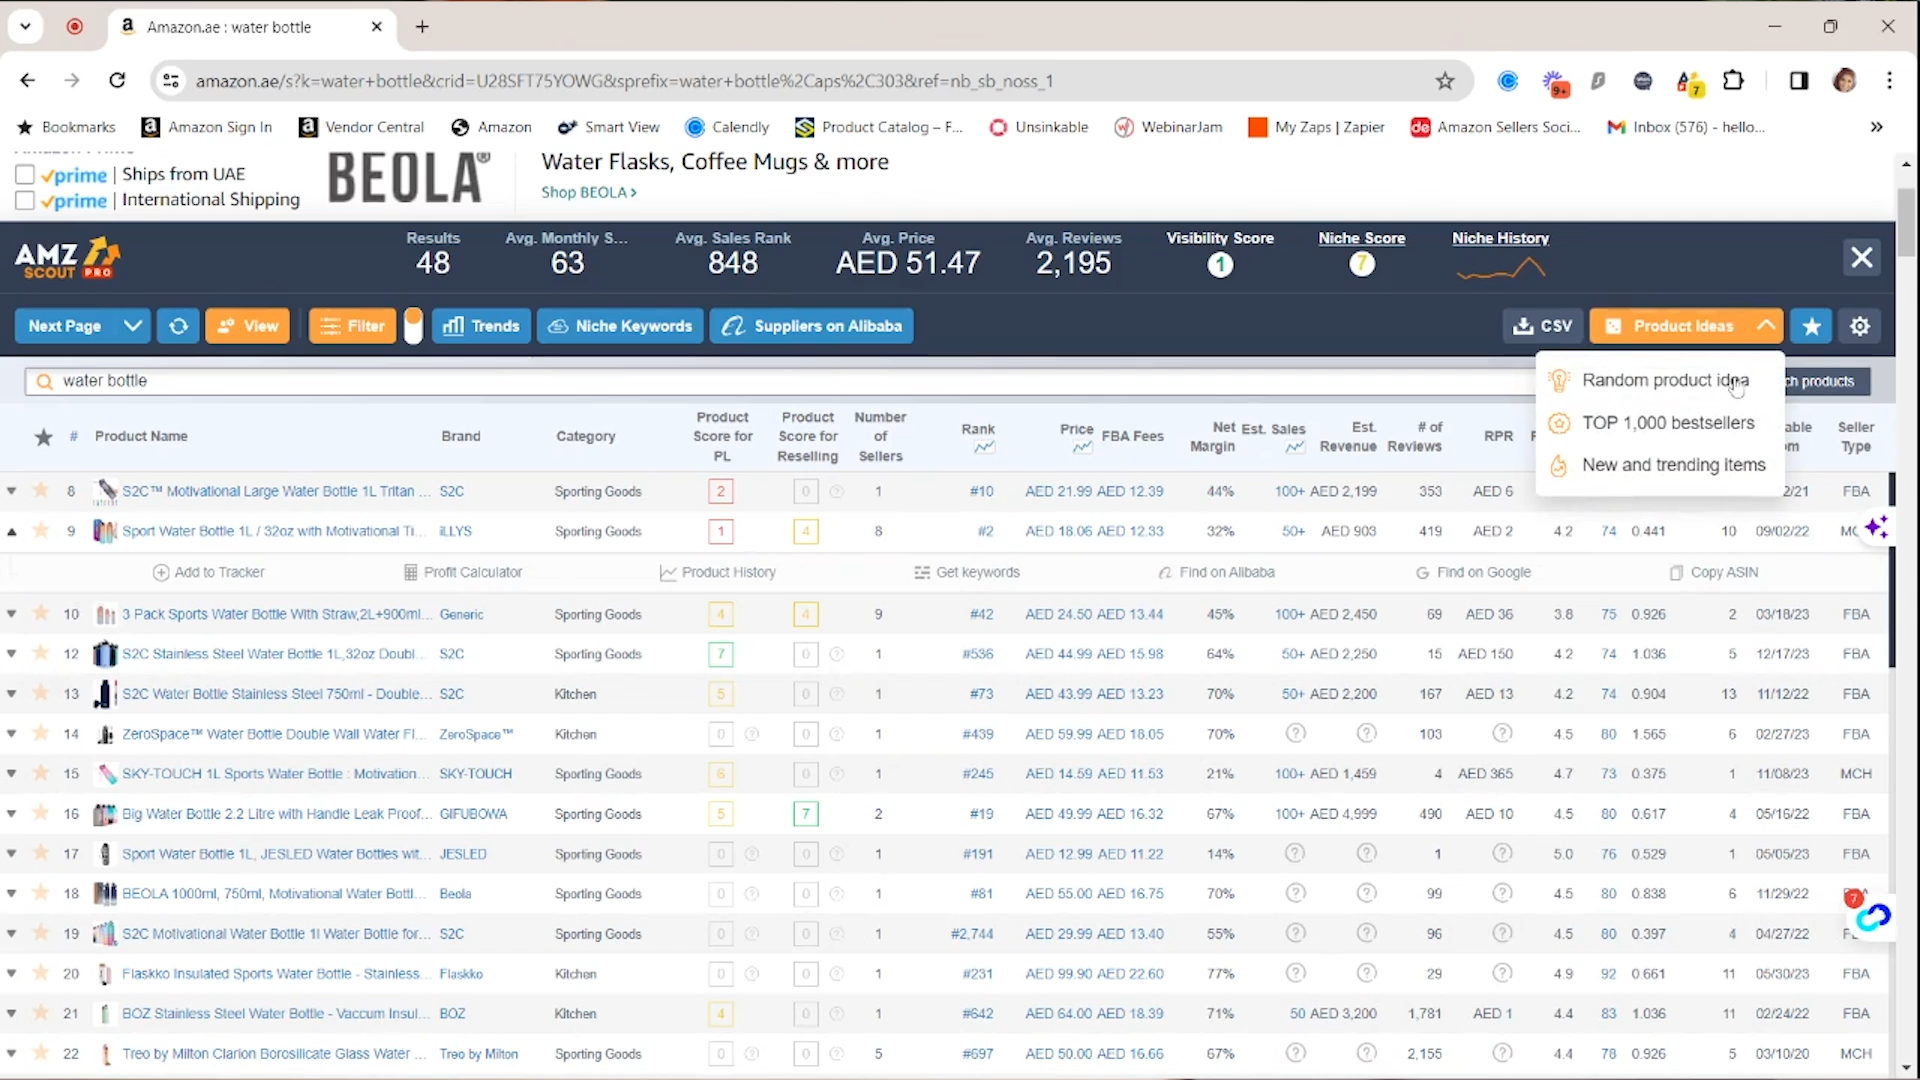 Amazon.ae : water bottle
amazon.ae/s?k=water+bottle&crid=U28SFT75YOWG&sprefix=water+bottle%2Caps%2C303&ref=nb_sb_noss_1
9+
7
Bookmarks Amazon Sign In Vendor Central Amazon Smart View Calendly Product Catalog – F... Unsinkable WebinarJam My Zaps | Zapier Amazon Sellers Soci... Inbox (576) - hello...
prime | Ships from UAE
prime | International Shipping
BEOLA®
Water Flasks, Coffee Mugs & more
Shop BEOLA >
AMZ SCOUT PRO
Results 48
Avg. Monthly S... 63
Avg. Sales Rank 848
Avg. Price AED 51.47
Avg. Reviews 2,195
Visibility Score 1
Niche Score 7
Niche History
Next Page View Filter Trends Niche Keywords Suppliers on Alibaba CSV Product Ideas
water bottle
ch products
Random product idea
TOP 1,000 bestsellers
New and trending items
# Product Name Brand Category Product Score for PL Product Score for Reselling Number of Sellers Rank Price FBA Fees Net Margin Est. Sales Est. Revenue # of Reviews RPR Seller Type
8 S2C™ Motivational Large Water Bottle 1L Tritan ... S2C Sporting Goods 2 0 1 #10 AED 21.99 AED 12.39 44% 100+ AED 2,199 353 AED 6 2/21 FBA
9 Sport Water Bottle 1L / 32oz with Motivational Ti... iLLYS Sporting Goods 1 4 8 #2 AED 18.06 AED 12.33 32% 50+ AED 903 419 AED 2 4.2 74 0.441 10 09/02/22
Add to Tracker Profit Calculator Product History Get keywords Find on Alibaba Find on Google Copy ASIN
10 3 Pack Sports Water Bottle With Straw,2L+900ml... Generic Sporting Goods 4 4 9 #42 AED 24.50 AED 13.44 45% 100+ AED 2,450 69 AED 36 3.8 75 0.926 2 03/18/23 FBA
12 S2C Stainless Steel Water Bottle 1L,32oz Doubl... S2C Sporting Goods 7 0 1 #536 AED 44.99 AED 15.98 64% 50+ AED 2,250 15 AED 150 4.2 74 1.036 5 12/17/23 FBA
13 S2C Water Bottle Stainless Steel 750ml - Double... S2C Kitchen 5 0 1 #73 AED 43.99 AED 13.23 70% 50+ AED 2,200 167 AED 13 4.2 74 0.904 13 11/12/22 FBA
14 ZeroSpace™ Water Bottle Double Wall Water Fl... ZeroSpace™ Kitchen 0 0 1 #439 AED 59.99 AED 18.05 70% 103 4.5 80 1.565 6 02/27/23 FBA
15 SKY-TOUCH 1L Sports Water Bottle : Motivation... SKY-TOUCH Sporting Goods 6 0 1 #245 AED 14.59 AED 11.53 21% 100+ AED 1,459 4 AED 365 4.7 73 0.375 1 11/08/23 MCH
16 Big Water Bottle 2.2 Litre with Handle Leak Proof... GIFUBOWA Sporting Goods 5 7 2 #19 AED 49.99 AED 16.32 67% 100+ AED 4,999 490 AED 10 4.5 80 0.617 4 05/16/22 FBA
17 Sport Water Bottle 1L, JESLED Water Bottles wit... JESLED Sporting Goods 0 0 1 #191 AED 12.99 AED 11.22 14% 1 5.0 76 0.529 1 05/05/23 FBA
18 BEOLA 1000ml, 750ml, Motivational Water Bottl... Beola Sporting Goods 0 0 1 #81 AED 55.00 AED 16.75 70% 99 4.5 80 0.838 6 11/29/22
7
19 S2C Motivational Water Bottle 1l Water Bottle for... S2C Sporting Goods 0 0 1 #2,744 AED 29.99 AED 13.40 55% 96 4.5 80 0.397 4 04/27/22
20 Flaskko Insulated Sports Water Bottle - Stainless... Flaskko Kitchen 0 0 1 #231 AED 99.90 AED 22.60 77% 29 4.9 92 0.661 11 05/30/23 FBA
21 BOZ Stainless Steel Water Bottle - Vaccum Insul... BOZ Kitchen 4 0 1 #642 AED 64.00 AED 18.39 71% 50 AED 3,200 1,781 AED 1 4.4 83 1.036 11 02/24/22 FBA
22 Treo by Milton Clarion Borosilicate Glass Water ... Treo by Milton Sporting Goods 0 0 5 #697 AED 50.00 AED 16.66 67% 2,155 4.4 78 0.926 5 03/10/20 MCH